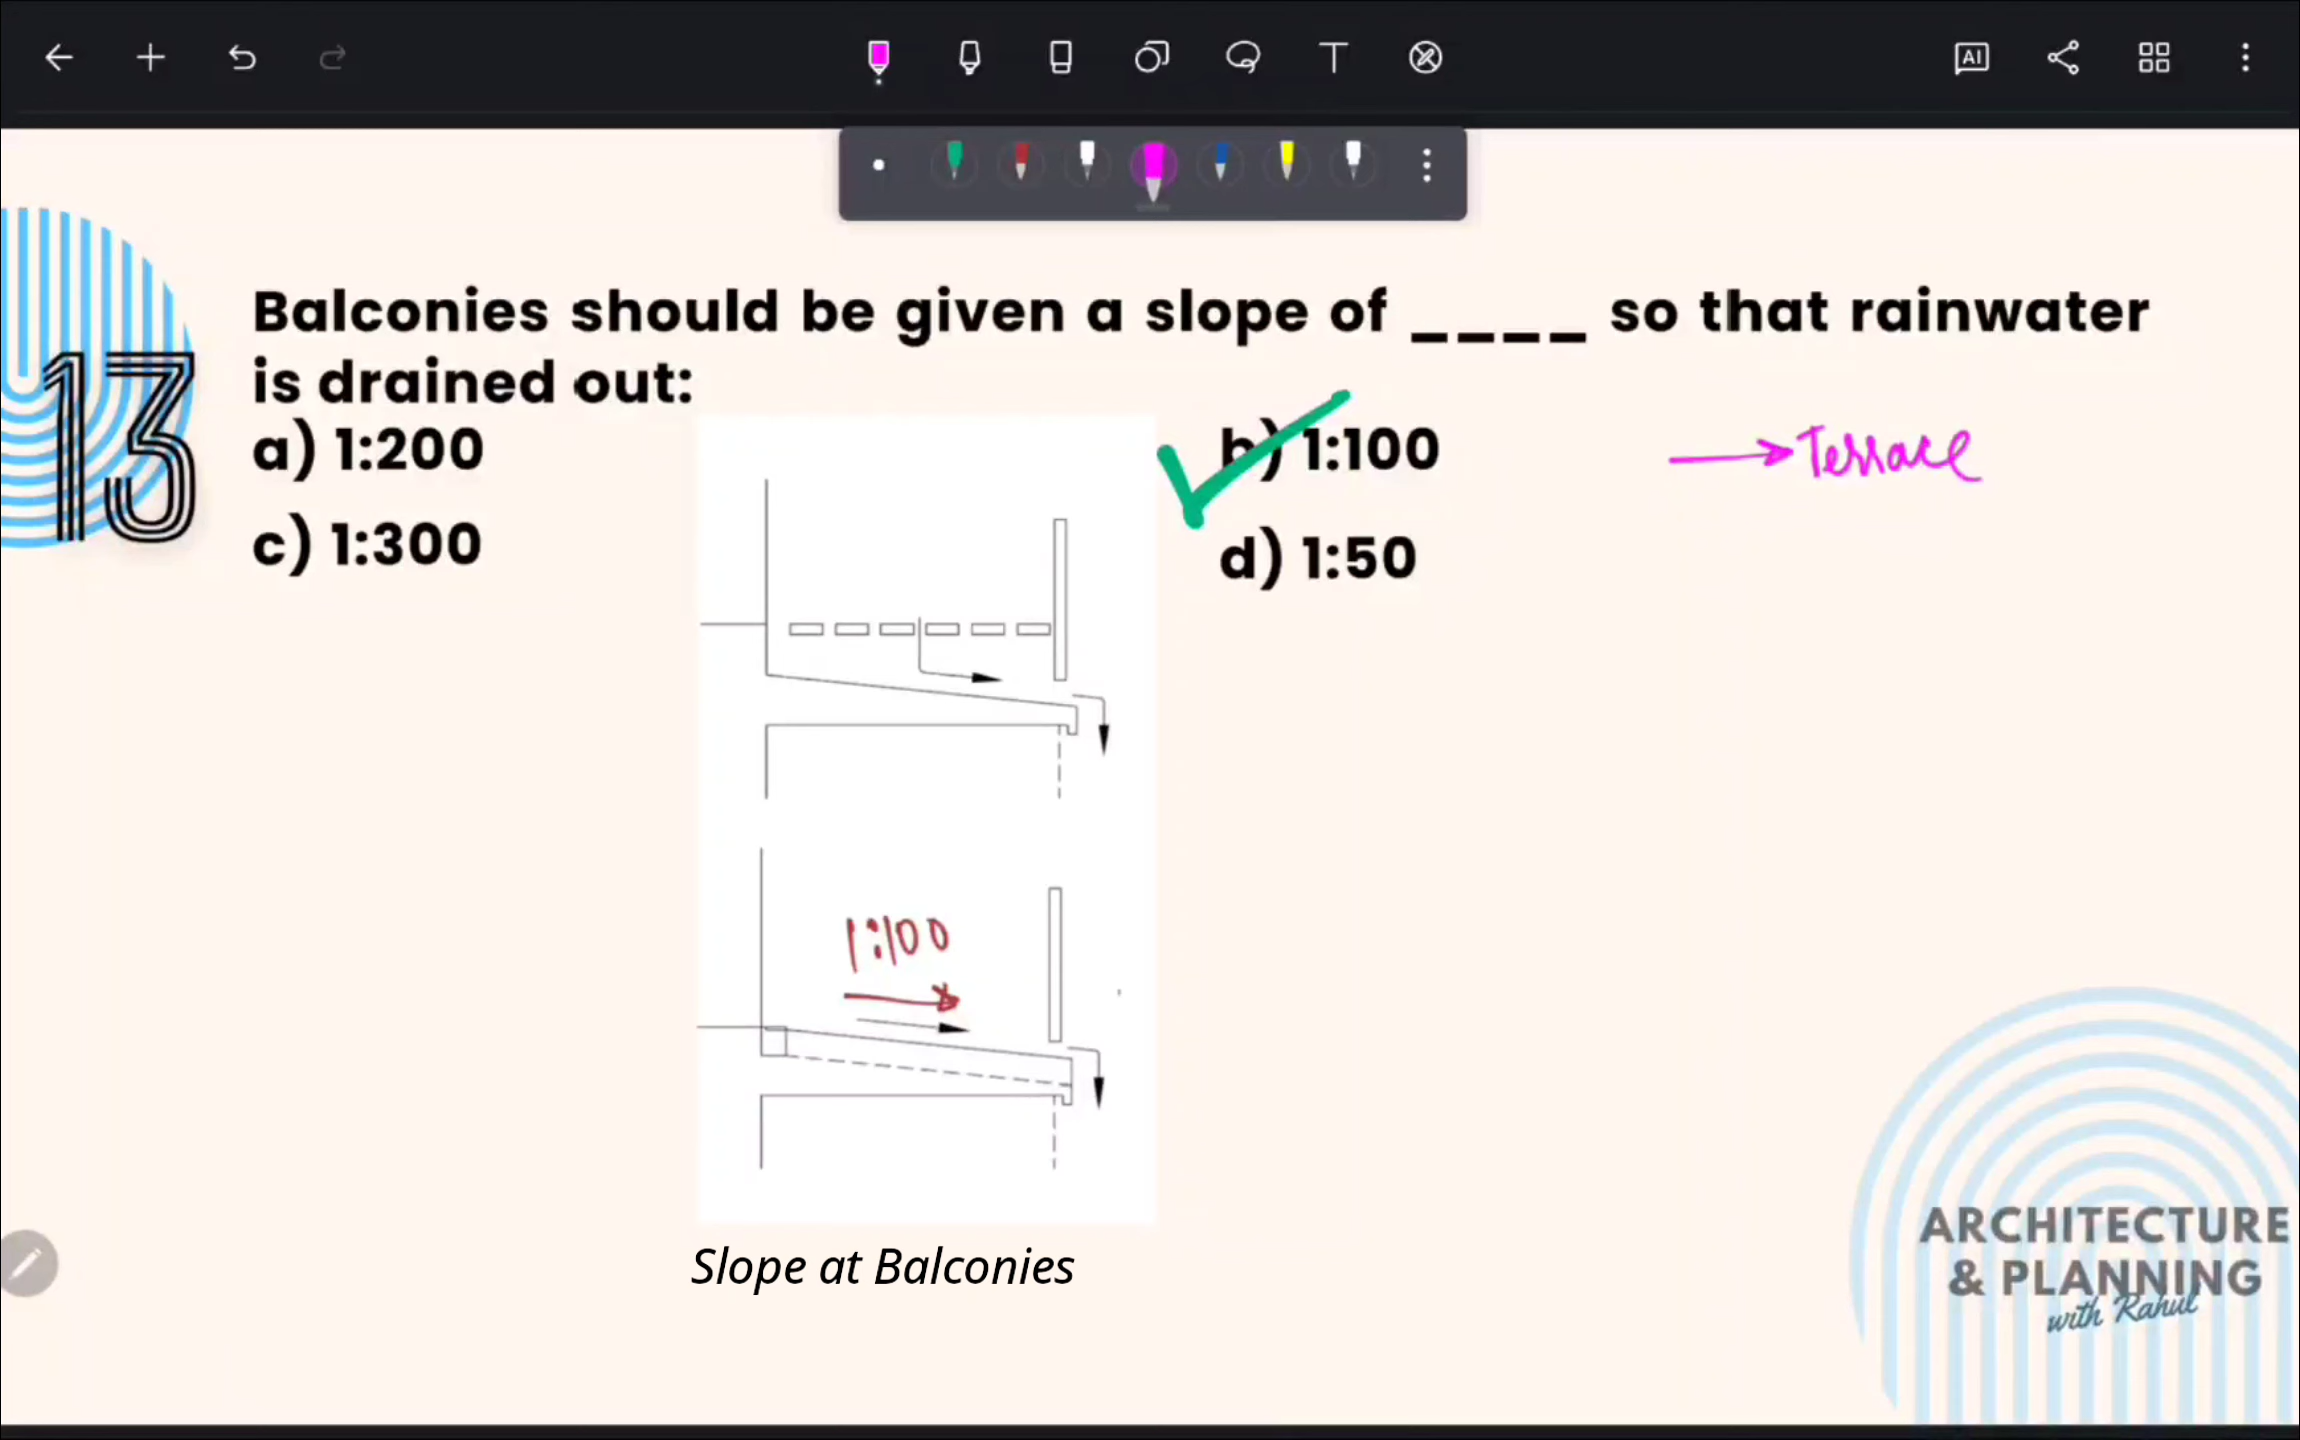 AI
13
Balconies should be given a slope of ____ so that rainwater
is drained out:
a) 1:200
b) 1:100
→ Terrace
c) 1:300
d) 1:50
1:100
Slope at Balconies
ARCHITECTURE
& PLANNING
with Rahul